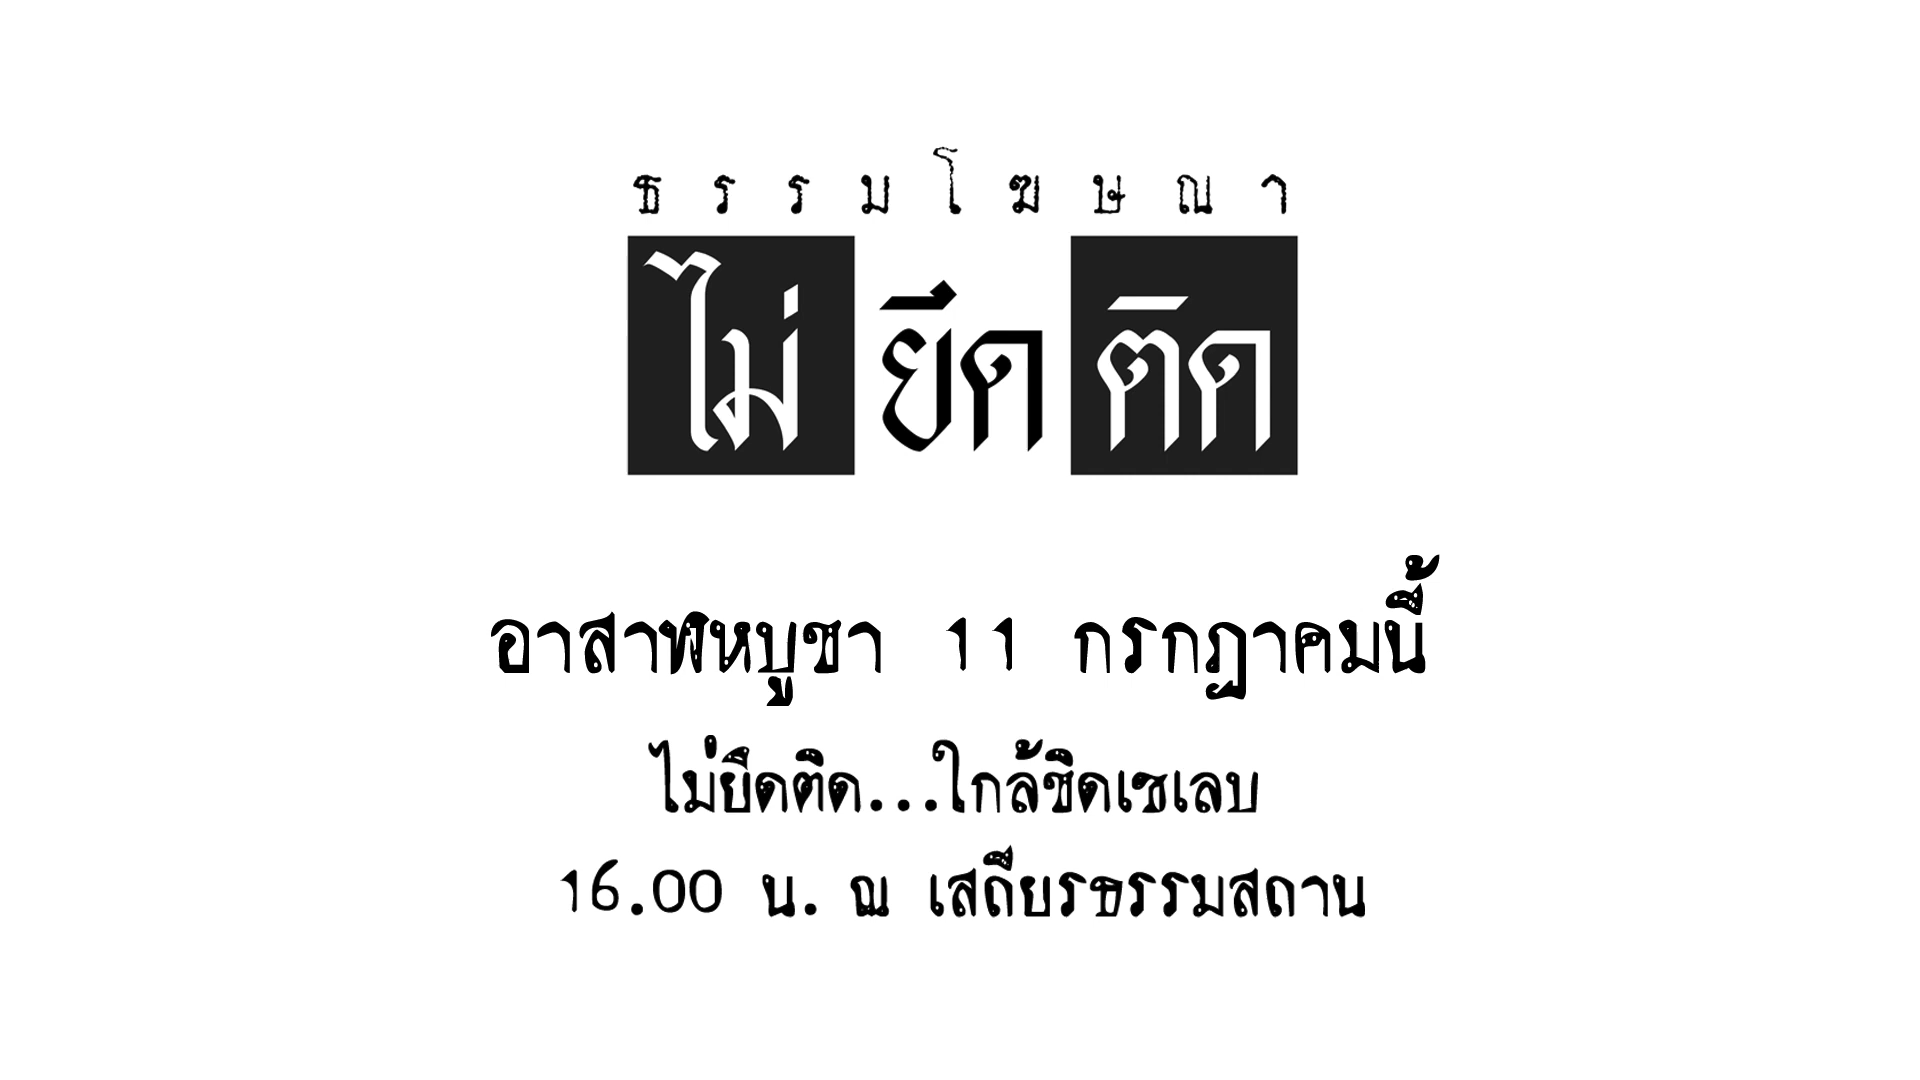 ธรรมโฆษณา
ไม่ยึดติด
อาสาฬหบูชา 11 กรกฎาคมนี้
ไม่ยึดติด...ใกล้ชิดเซเลบ
16.00 น. ณ เสถียรธรรมสถาน